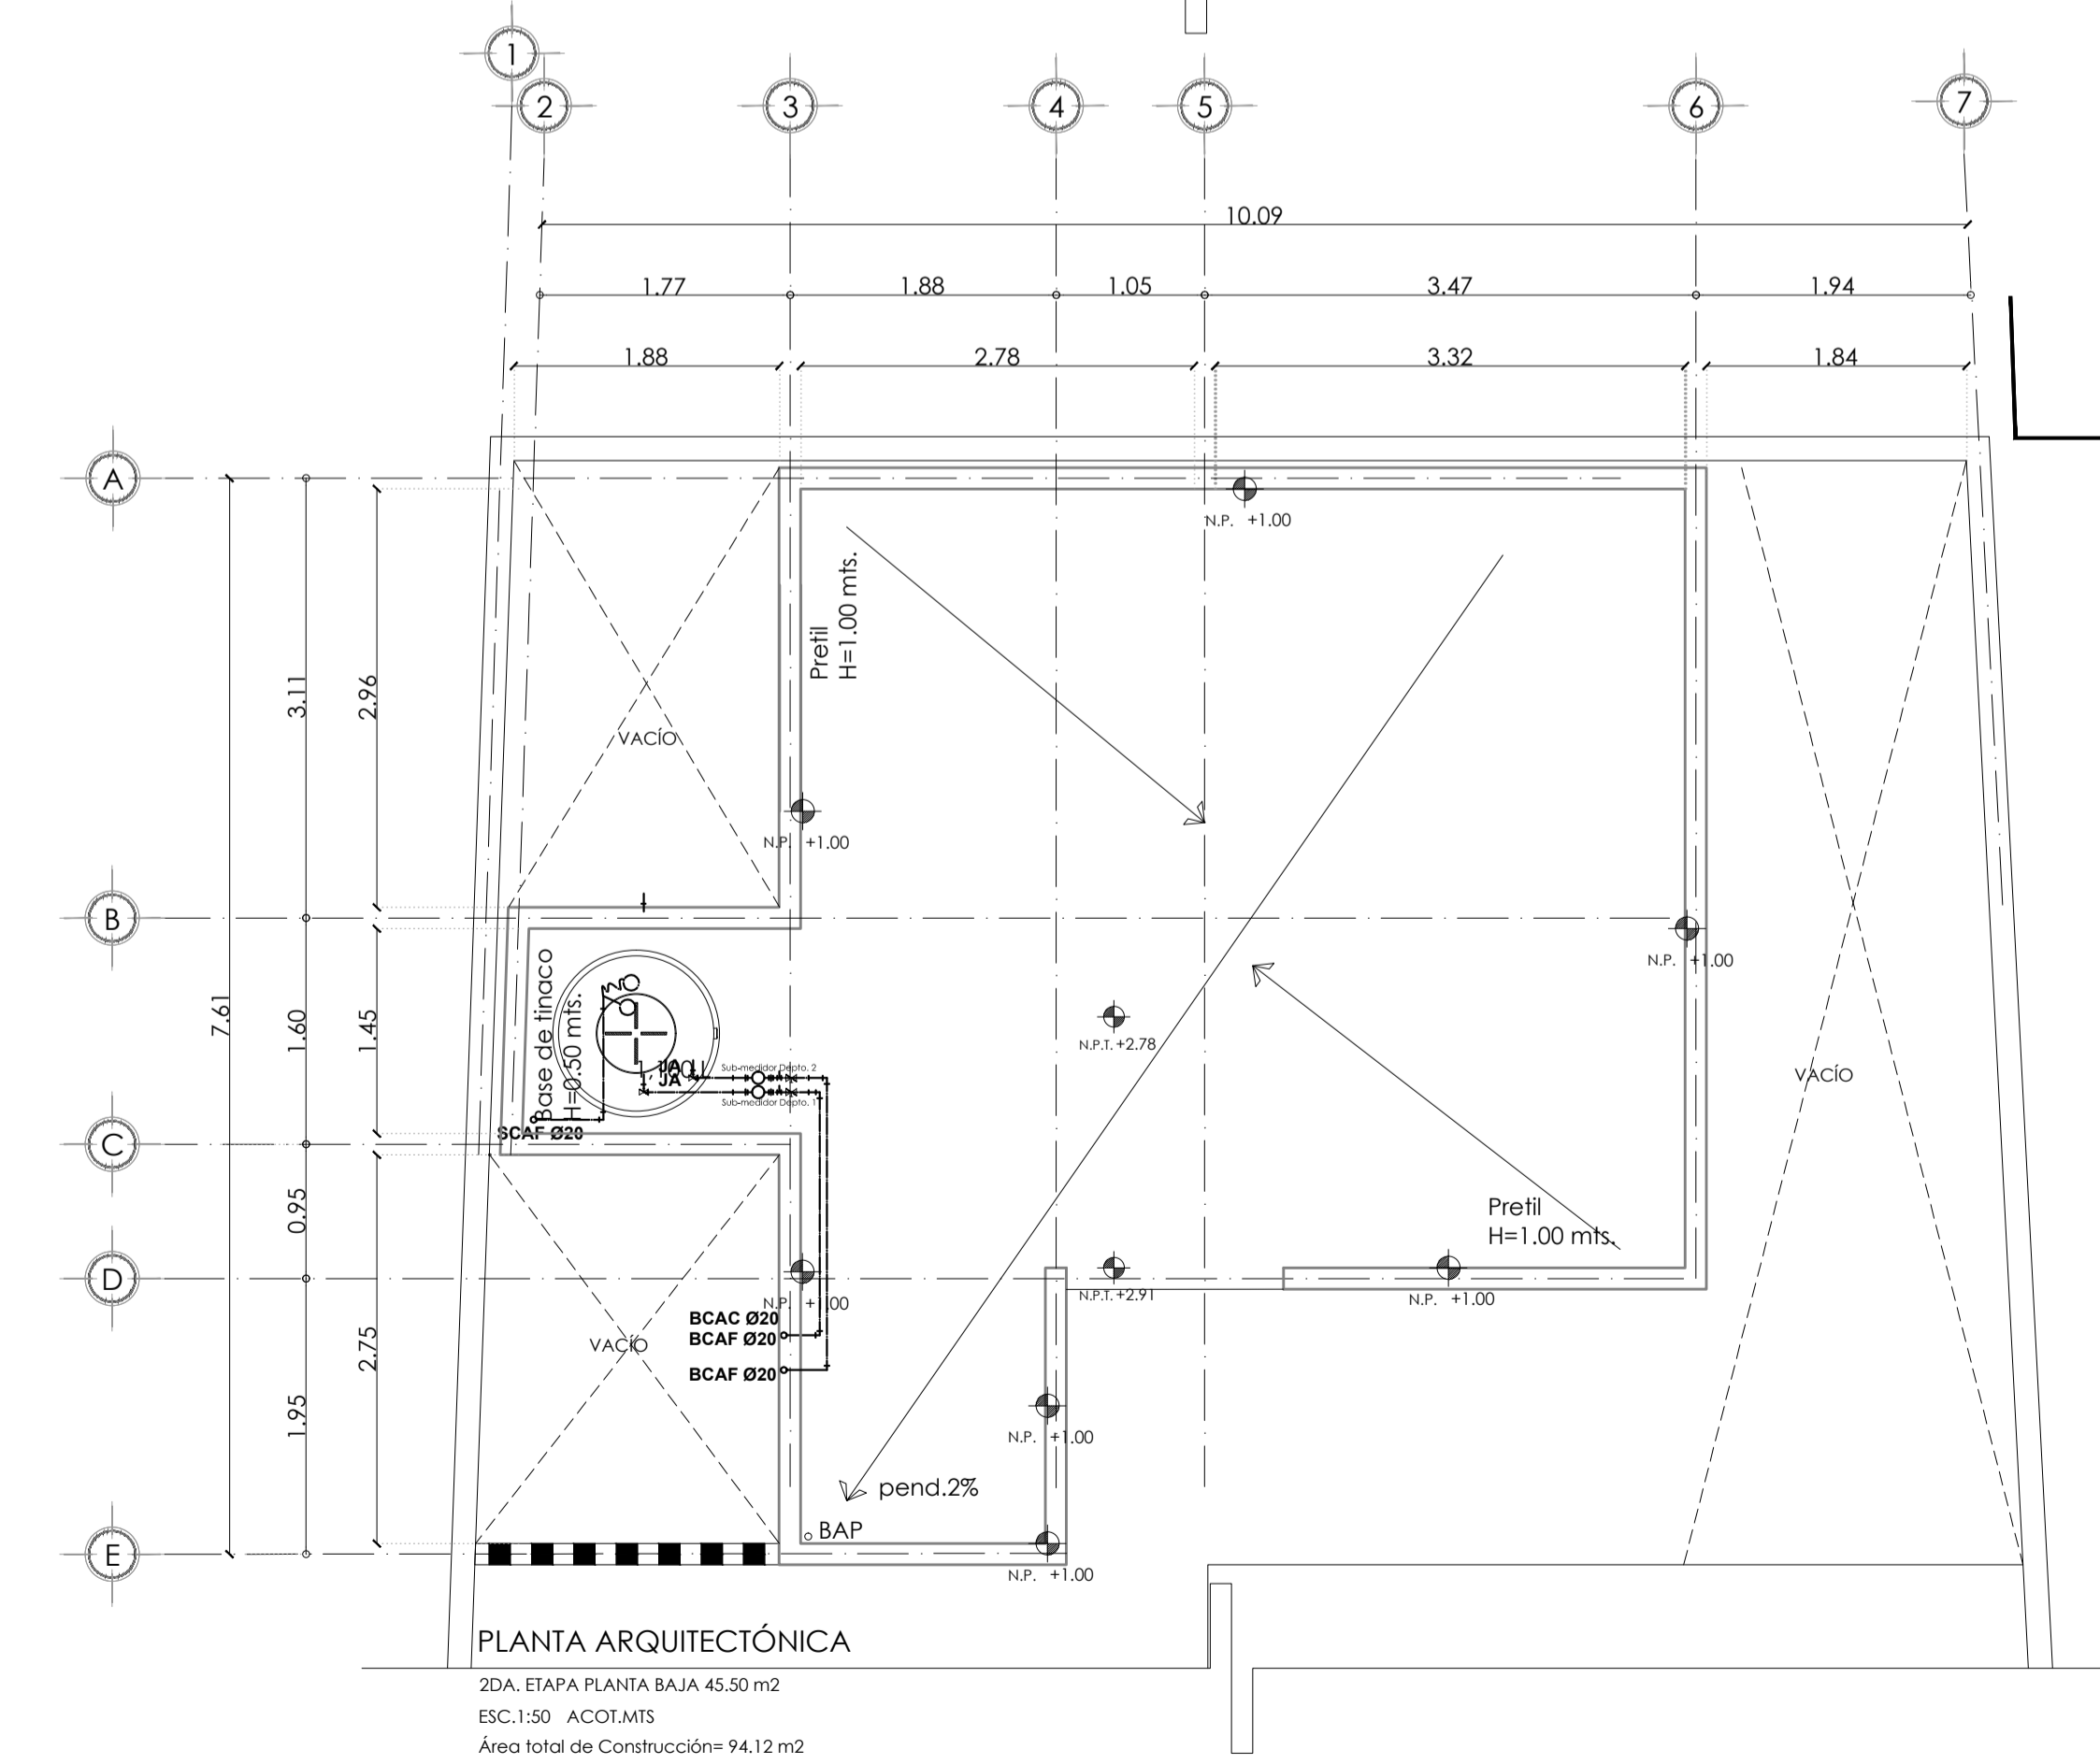 1
2 3 4 5 6 7
10.09
1.77 1.88 1.05 3.47 1.94
1.88 2.78 3.32 1.84
A
N.P. +1.00
Pretil
H=1.00 mts.
3.11
2.96
VACÍO
N.P. +1.00
B
N.P. +1.00
7.61
1.60
1.45
Base de tinaco
H=0.50 mts.
N.P.T. +2.78
JA
JA
Sub-medidor Depto. 2
Sub-medidor Depto. 1
VACÍO
SCAF Ø20
C
0.95
Pretil
H=1.00 mts.
D
N.P. +1.00
N.P.T. +2.91
N.P. +1.00
BCAC Ø20
BCAF Ø20
VACÍO
BCAF Ø20
2.75
1.95
N.P. +1.00
pend.2%
BAP
E
N.P. +1.00
PLANTA ARQUITECTÓNICA
2DA. ETAPA PLANTA BAJA 45.50 m2
ESC.1:50 ACOT.MTS
Área total de Construcción= 94.12 m2